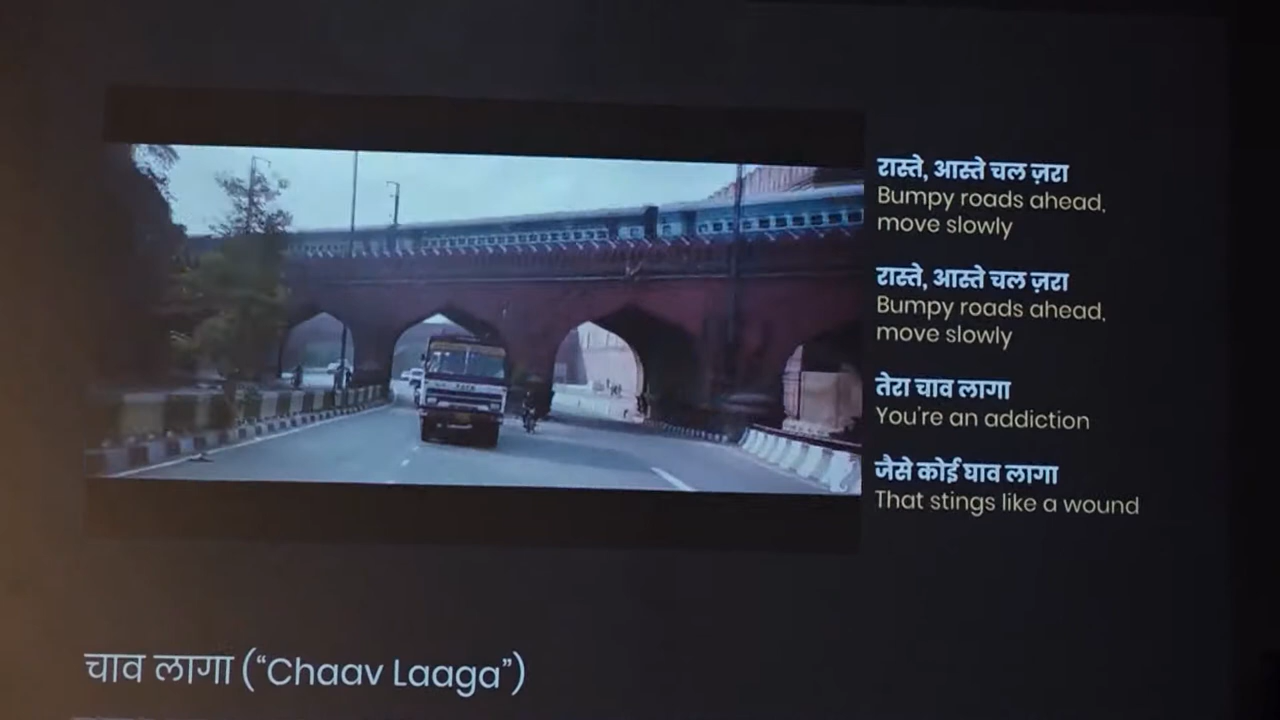 रास्ते, आस्ते चल ज़रा
Bumpy roads ahead,
move slowly
रास्ते, आस्ते चल ज़रा
Bumpy roads ahead,
move slowly
तेरा चाव लागा
You're an addiction
जैसे कोई घाव लागा
That stings like a wound
चाव लागा (“Chaav Laaga”)
TATA